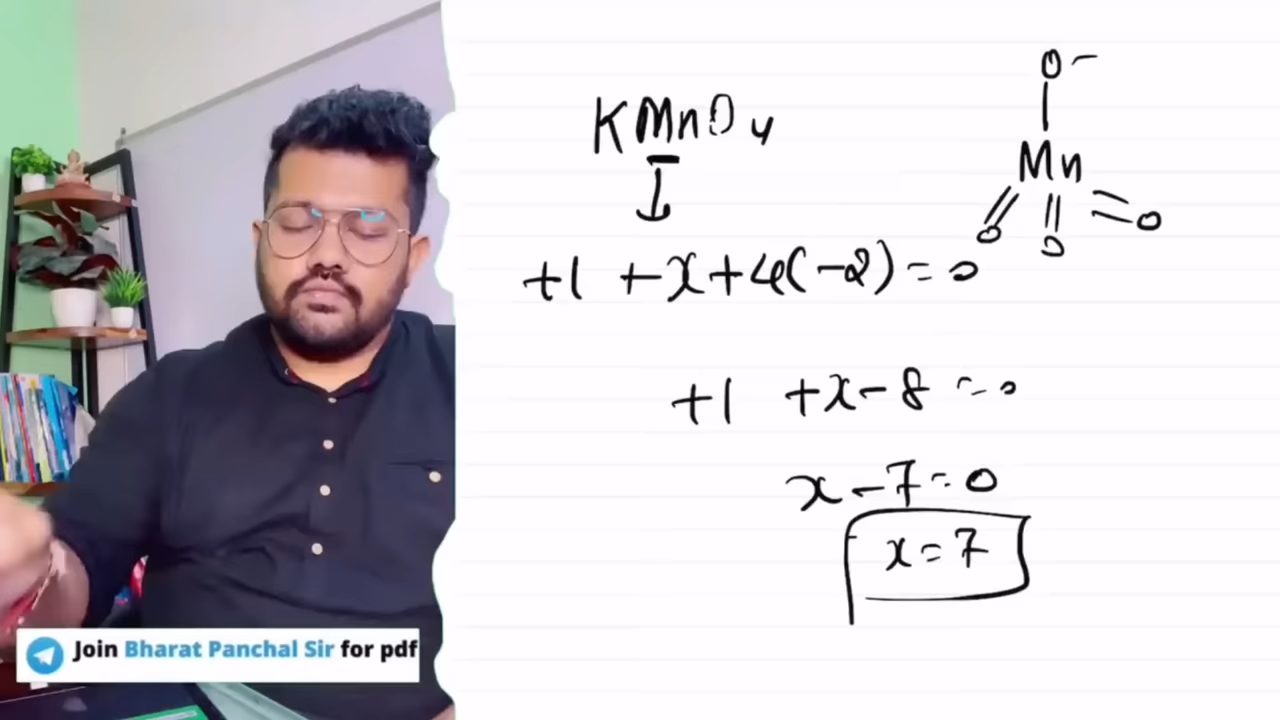 KMnO4
+1 +x+4(-2)=0
+1 +x-8=0
x-7=0
x=7
O-
Mn
O O O
Join Bharat Panchal Sir for pdf